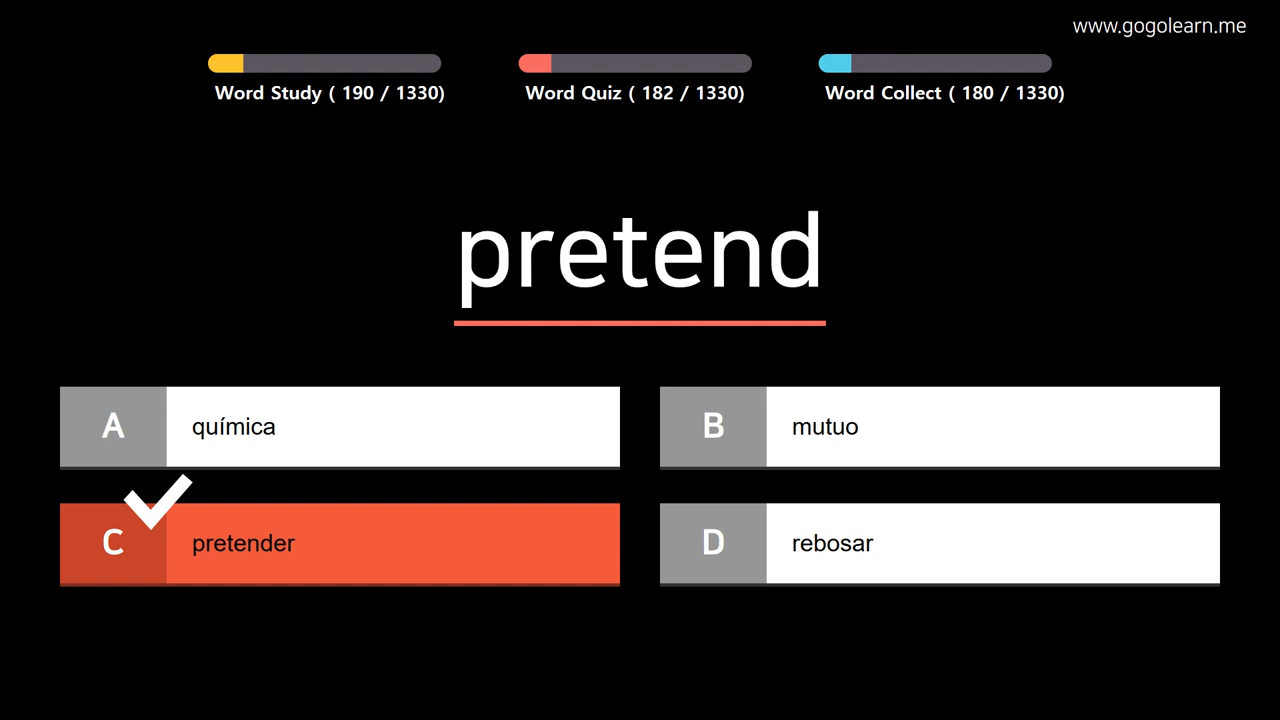 www.gogolearn.me
Word Study ( 190 / 1330)
Word Quiz ( 182 / 1330)
Word Collect ( 180 / 1330)
pretend
A química
B mutuo
C pretender
D rebosar